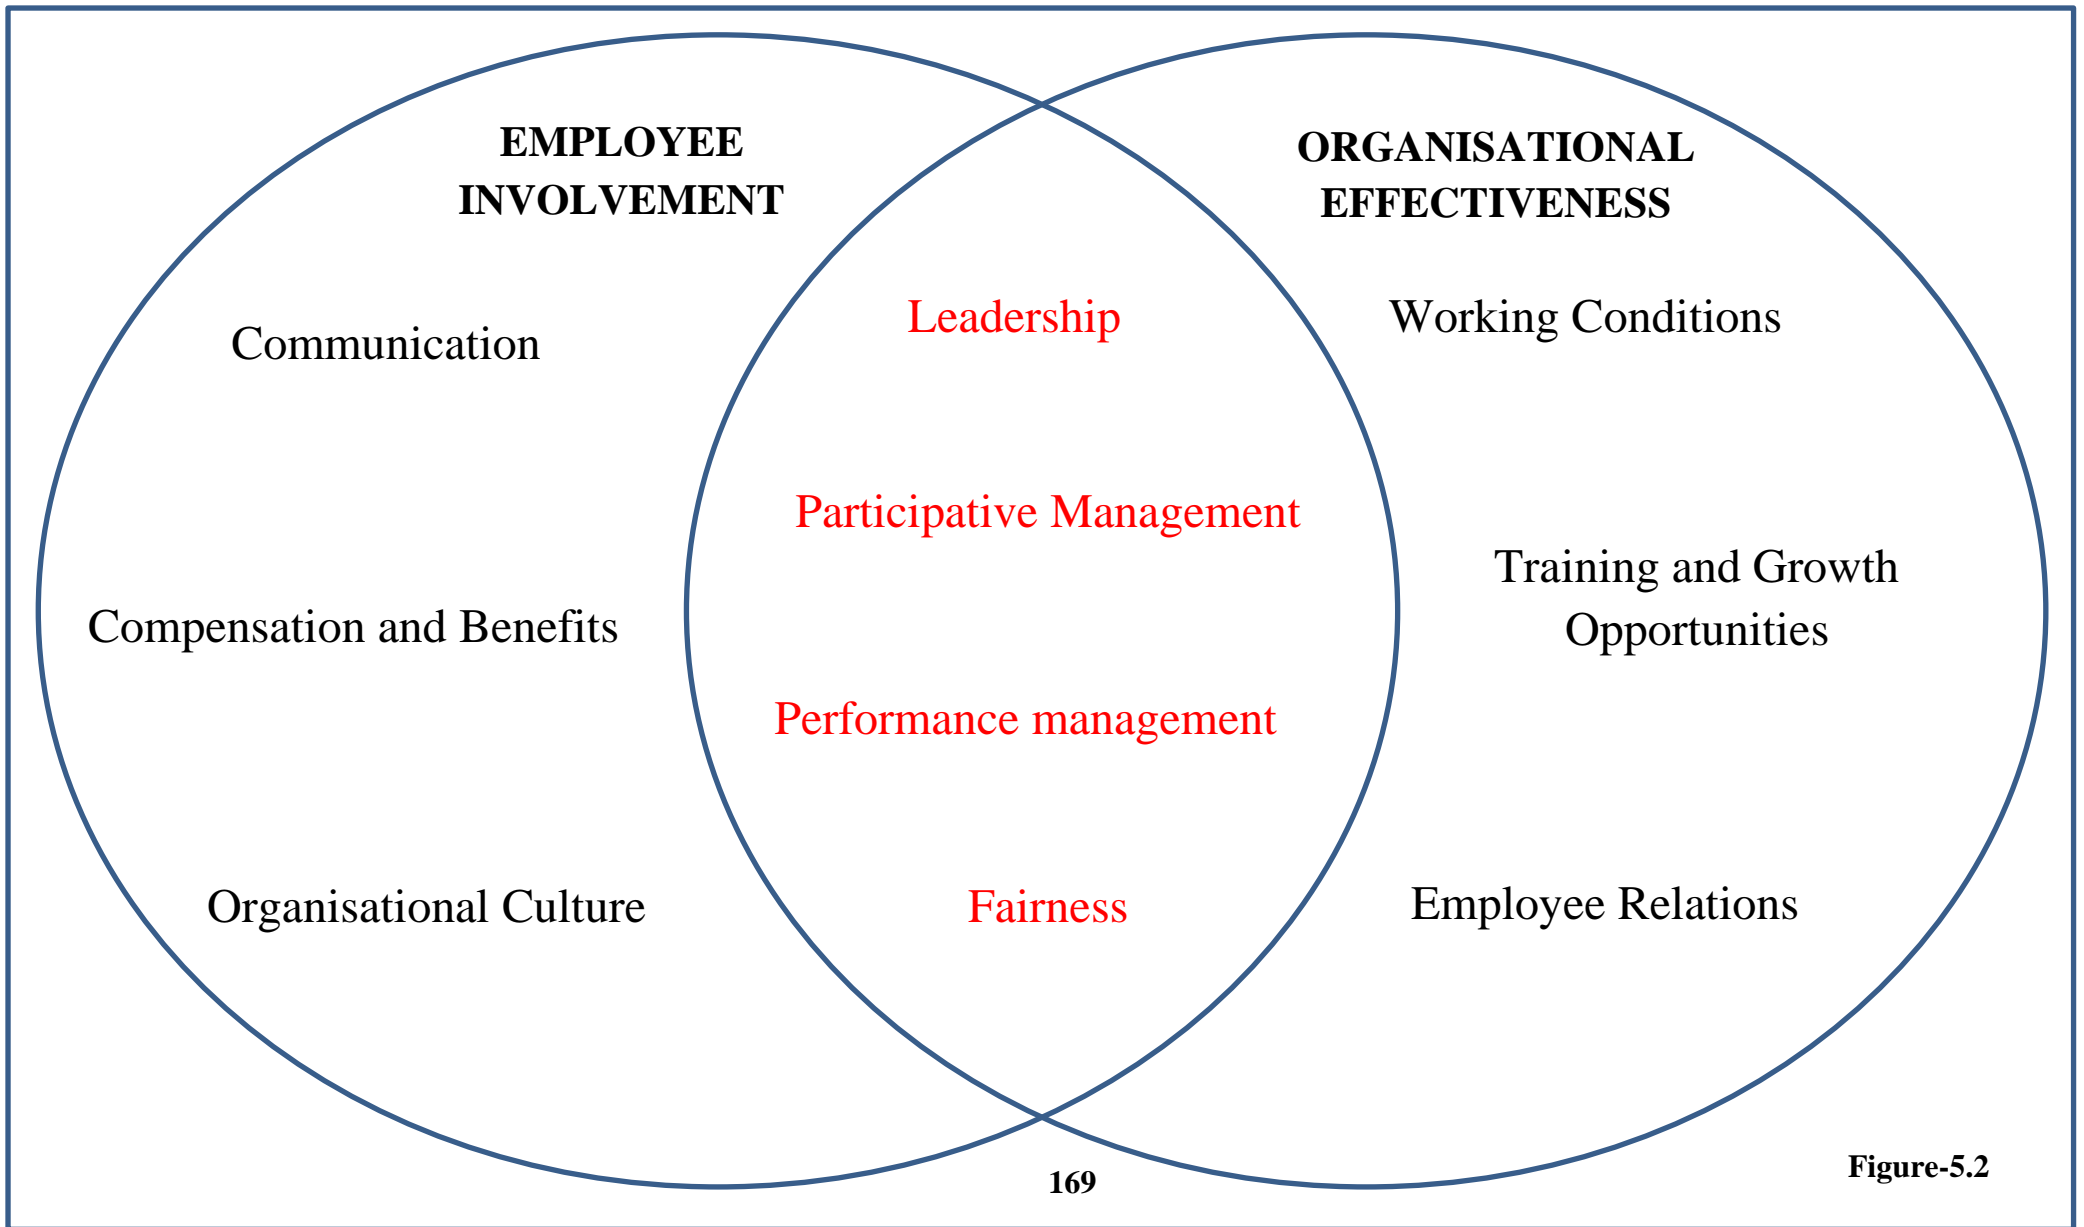 EMPLOYEE
INVOLVEMENT
Communication
Compensation and Benefits
Organisational Culture
Leadership
Participative Management
Performance management
Fairness
ORGANISATIONAL
EFFECTIVENESS
Working Conditions
Training and Growth
Opportunities
Employee Relations
169
Figure-5.2